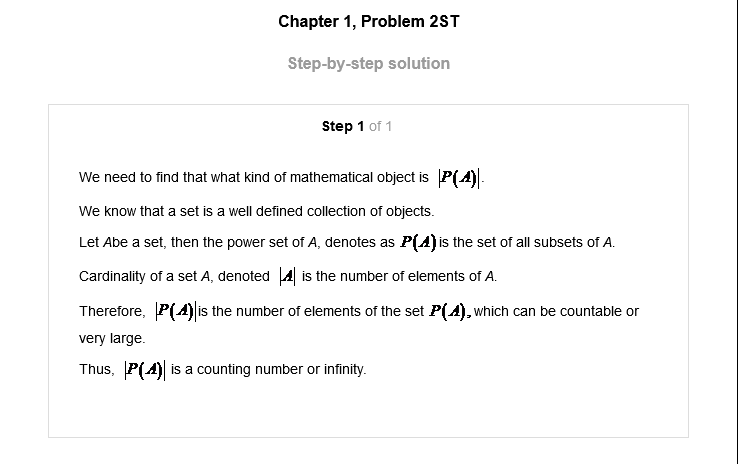 Chapter 1, Problem 2ST
Step-by-step solution
Step 1 of 1
We need to find that what kind of mathematical object is |P(A)|.
We know that a set is a well defined collection of objects.
Let Abe a set, then the power set of A, denotes as P(A) is the set of all subsets of A.
Cardinality of a set A, denoted |A| is the number of elements of A.
Therefore, |P(A)| is the number of elements of the set P(A), which can be countable or
very large.
Thus, |P(A)| is a counting number or infinity.